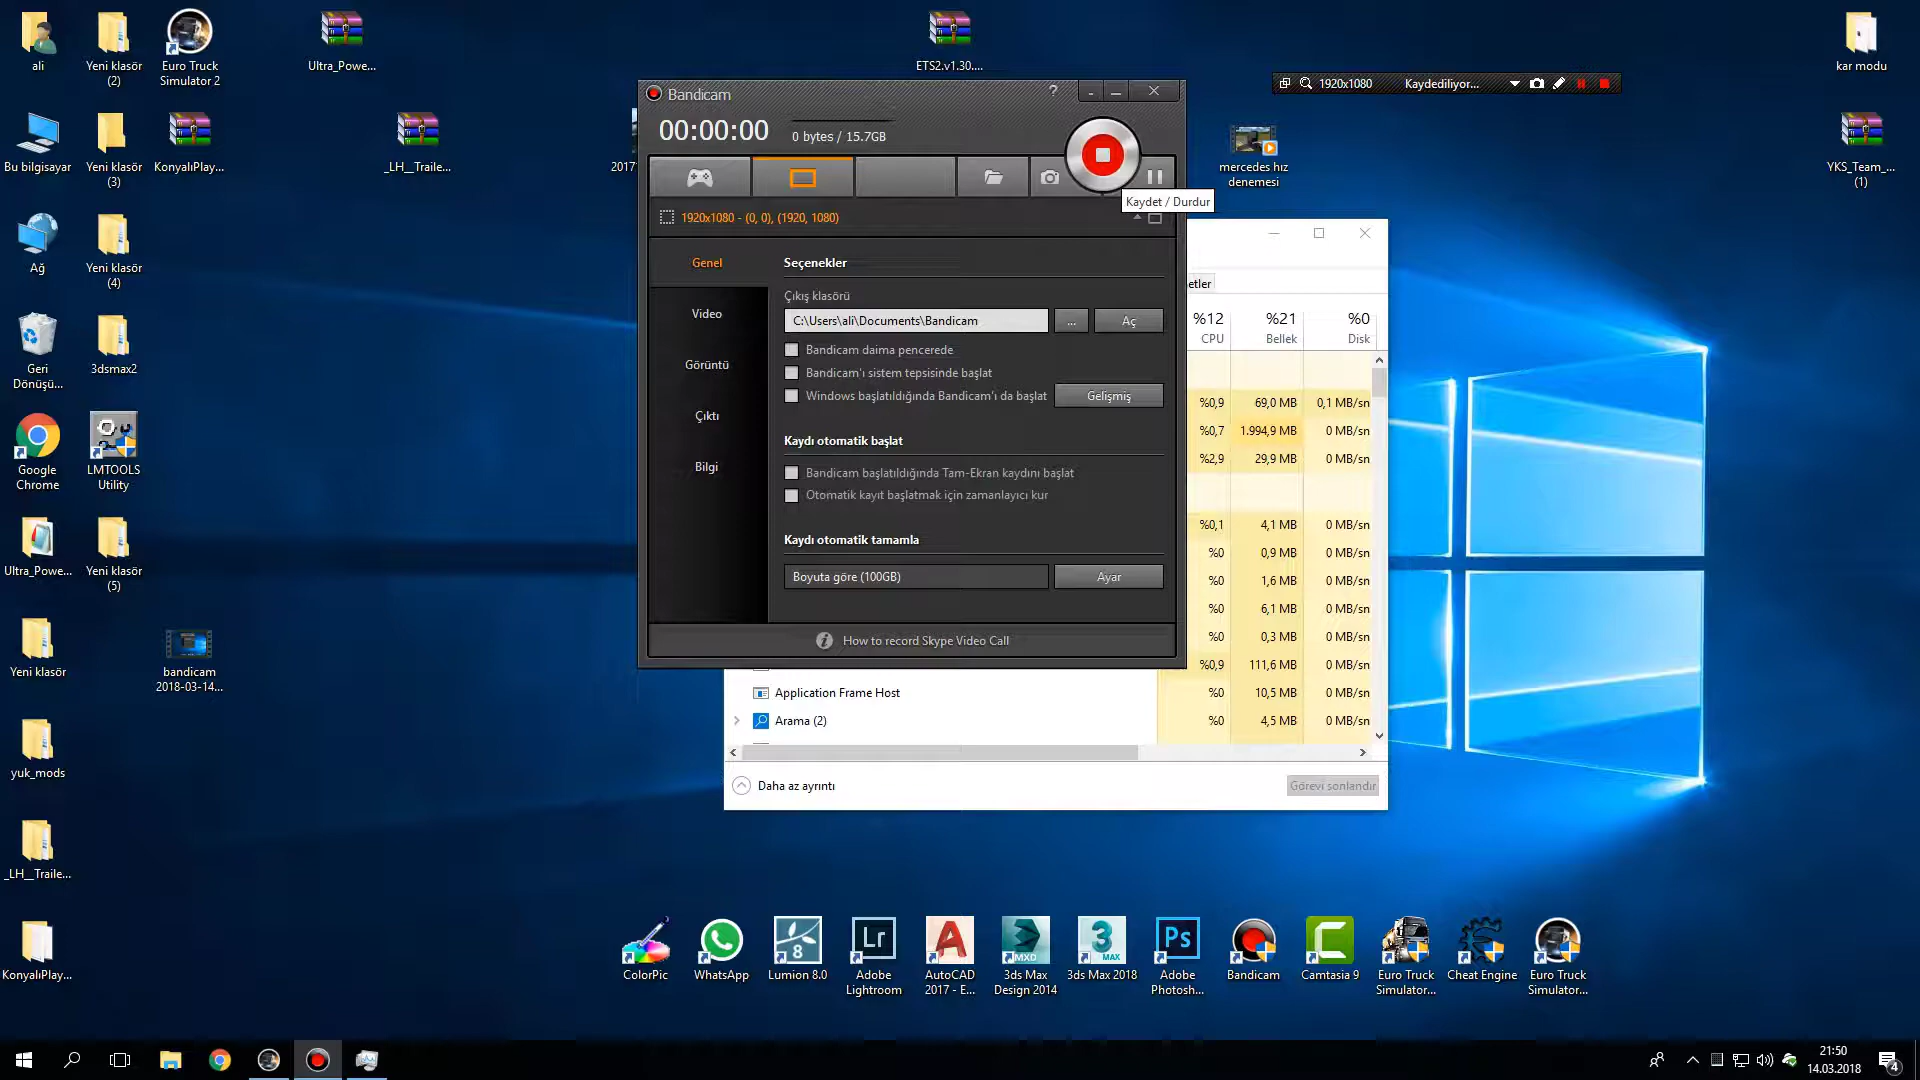 ali
Yeni klasör
(2)
Euro Truck
Simulator 2
Ultra_Powe...
ETS2.v1.30....
kar modu
Bu bilgisayar
Yeni klasör
(3)
KonyalıPlay...
_LH__Traile...
2017
mercedes hız
denemesi
YKS_Team_...
(1)
Ağ
Yeni klasör
(4)
Geri
Dönüşü...
3dsmax2
Google
Chrome
LMTOOLS
Utility
Ultra_Powe...
Yeni klasör
(5)
Yeni klasör
bandicam
2018-03-14...
yuk_mods
_LH__Traile...
KonyalıPlay...
1920x1080
Kaydediliyor...
Bandicam
?
00:00:00
0 bytes / 15.7GB
Kaydet / Durdur
1920x1080 - (0, 0), (1920, 1080)
Genel
Video
Görüntü
Çıktı
Bilgi
Seçenekler
Çıkış klasörü
C:\Users\ali\Documents\Bandicam
...
Aç
Bandicam daima pencerede
Bandicam'ı sistem tepsisinde başlat
Windows başlatıldığında Bandicam'ı da başlat
Gelişmiş
Kaydı otomatik başlat
Bandicam başlatıldığında Tam-Ekran kaydını başlat
Otomatik kayıt başlatmak için zamanlayıcı kur
Kaydı otomatik tamamla
Boyuta göre (100GB)
Ayar
How to record Skype Video Call
etler
%12 %21 %0
CPU Bellek Disk
%0,9 69,0 MB 0,1 MB/sn
%0,7 1.994,9 MB 0 MB/sn
%2,9 29,9 MB 0 MB/sn
%0,1 4,1 MB 0 MB/sn
%0 0,9 MB 0 MB/sn
%0 1,6 MB 0 MB/sn
%0 6,1 MB 0 MB/sn
%0 0,3 MB 0 MB/sn
%0,9 111,6 MB 0 MB/sn
Application Frame Host %0 10,5 MB 0 MB/sn
Arama (2) %0 4,5 MB 0 MB/sn
Daha az ayrıntı
Görevi sonlandır
ColorPic
WhatsApp
8
Lumion 8.0
Lr
Adobe
Lightroom
AutoCAD
2017 - E...
MXD
3ds Max
Design 2014
3
MAX
3ds Max 2018
Ps
Adobe
Photosh...
Bandicam
Camtasia 9
Euro Truck
Simulator...
Cheat Engine
Euro Truck
Simulator...
21:50
14.03.2018
4